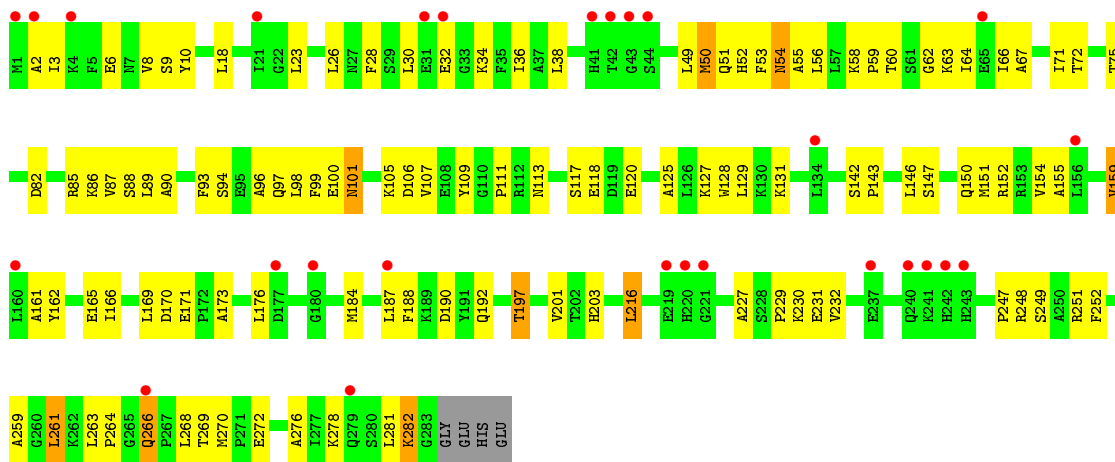 M1 A2 I3 K4 F5 E6 N7 V8 S9 Y10 L18 I21 G22 L23 L26 N27 F28 S29 L30 E31 E32 G33 K34 F35 I36 A37 L38 H41 T42 G43 S44 L49 M50 Q51 H52 F53 N54 A55 L56 L57 K58 P59 T60 S61 G62 K63 I64 E65 I66 A67 I71 T72 T75
D82 R85 K86 V87 S88 L89 A90 F93 S94 E95 A96 Q97 L98 F99 E100 N101 K105 D106 V107 E108 Y109 G110 P111 R112 N113 S117 E118 D119 E120 A125 L126 K127 W128 L129 K130 K131 L134 S142 P143 L146 S147 Q150 M151 R152 R153 V154 A155 L156 V159
L160 A161 Y162 E165 I166 L169 D170 E171 P172 A173 L176 D177 G180 M184 L187 F188 K189 D190 Y191 Q192 T197 V201 T202 H203 L216 E219 H220 G221 A227 S228 P229 K230 E231 V232 E237 Q240 K241 H242 H243 P247 R248 S249 A250 R251 F252
A259 G260 L261 K262 L263 P264 G265 Q266 P267 L268 T269 M270 P271 E272 A276 I277 K278 Q279 S280 L281 K282 G283 GLY GLU HIS GLU